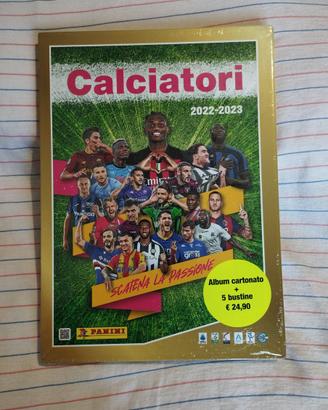 Calciatori
2022-2023
SCATENA LA PASSIONE
Album cartonato
+
5 bustine
€ 24,90
PANINI